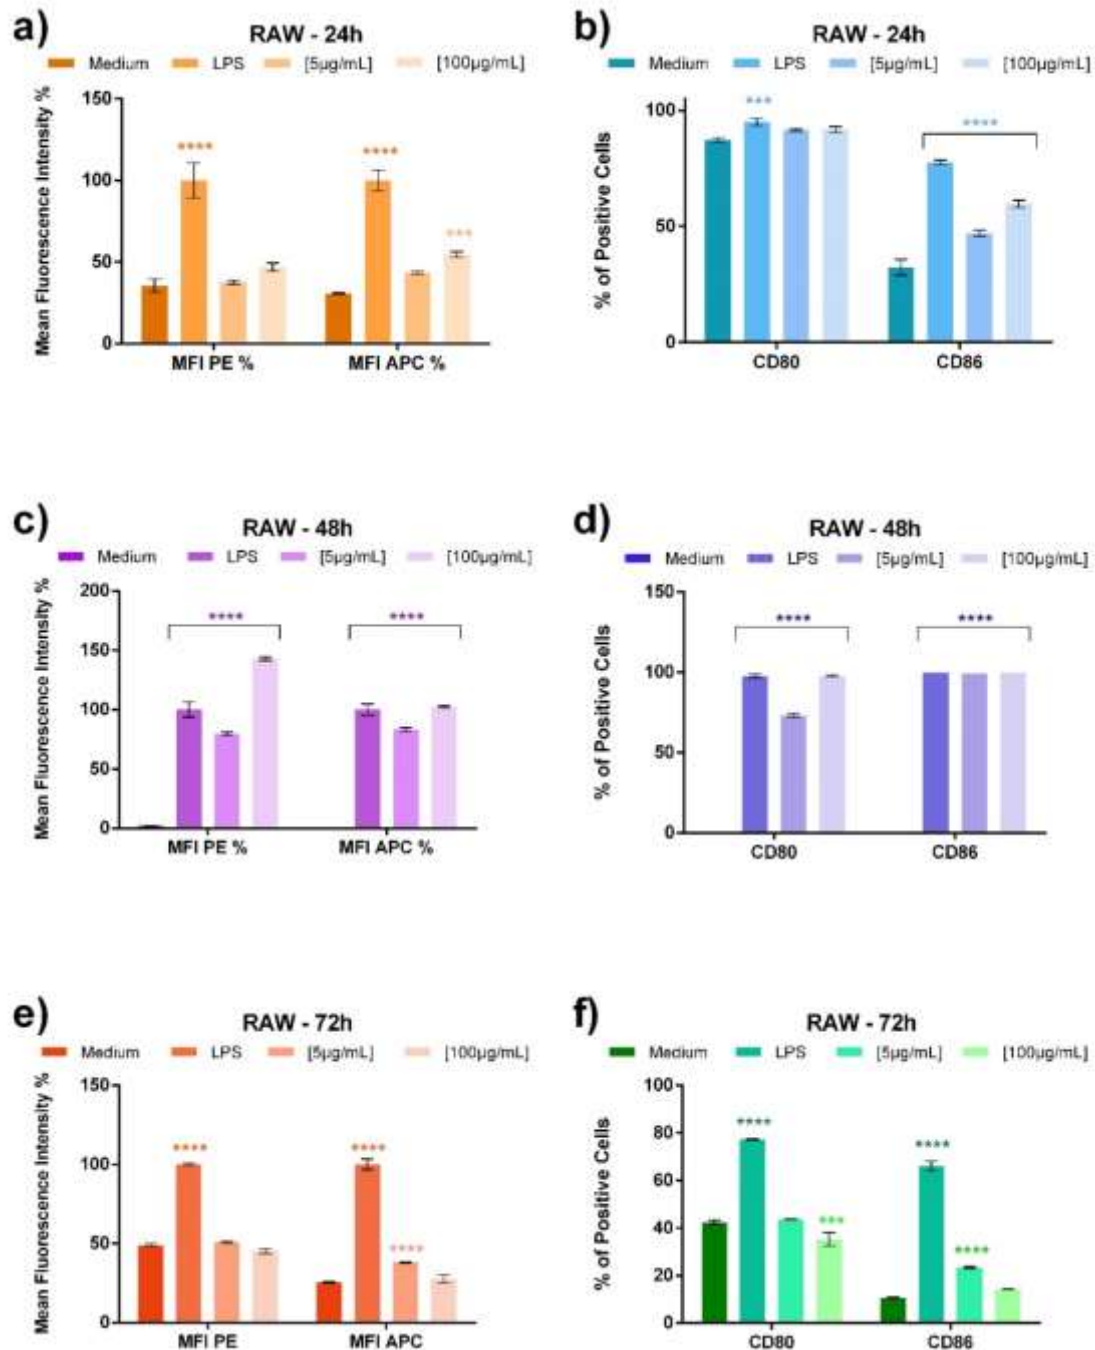 a)
RAW - 24h
Medium LPS [5µg/mL] [100µg/mL]
Mean Fluorescence Intensity %
150
100
50
0
**** **** ***
MFI PE % MFI APC %
b)
RAW - 24h
Medium LPS [5µg/mL] [100µg/mL]
% of Positive Cells
100
50
0
*** ****
CD80 CD86
c)
RAW - 48h
Medium LPS [5µg/mL] [100µg/mL]
Mean Fluorescence Intensity %
200
150
100
50
0
**** ****
MFI PE % MFI APC %
d)
RAW - 48h
Medium LPS [5µg/mL] [100µg/mL]
% of Positive Cells
150
100
50
0
**** ****
CD80 CD86
e)
RAW - 72h
Medium LPS [5µg/mL] [100µg/mL]
Mean Fluorescence Intensity %
150
100
50
0
**** **** ****
MFI PE MFI APC
f)
RAW - 72h
Medium LPS [5µg/mL] [100µg/mL]
% of Positive Cells
100
80
60
40
20
0
**** *** **** ****
CD80 CD86